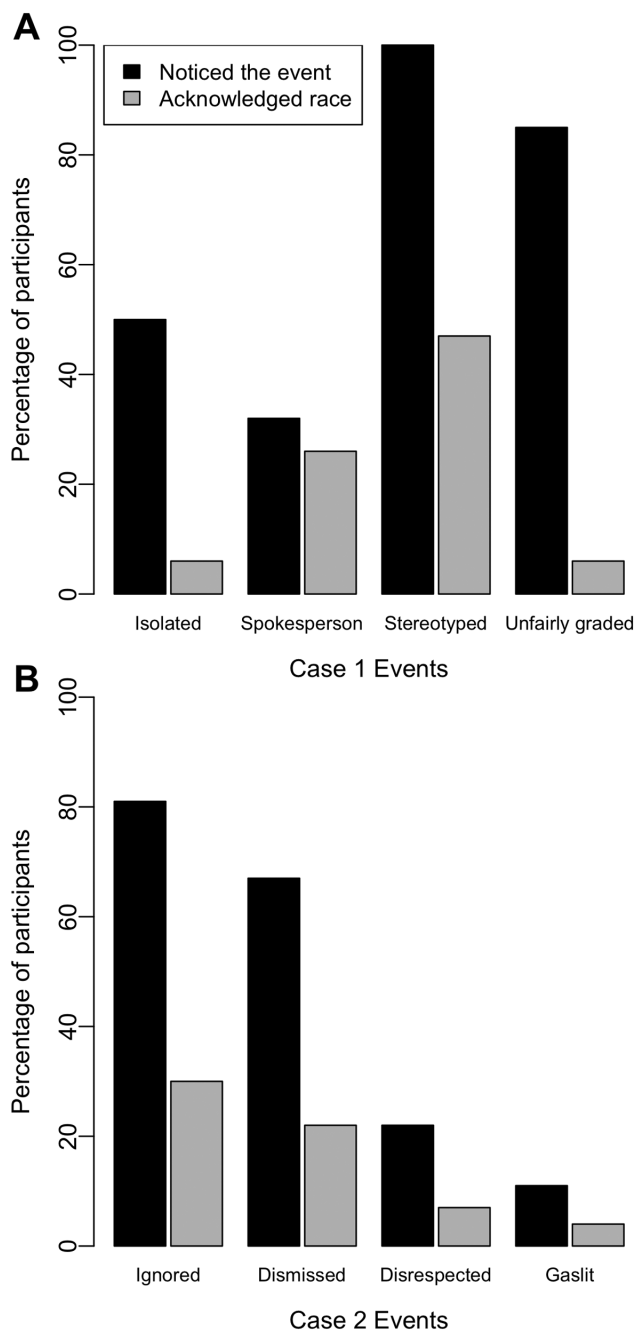 A
100
80
60
40
20
0
Percentage of participants
Noticed the event
Acknowledged race
Isolated Spokesperson Stereotyped Unfairly graded
Case 1 Events
B
100
80
60
40
20
0
Percentage of participants
Ignored Dismissed Disrespected Gaslit
Case 2 Events